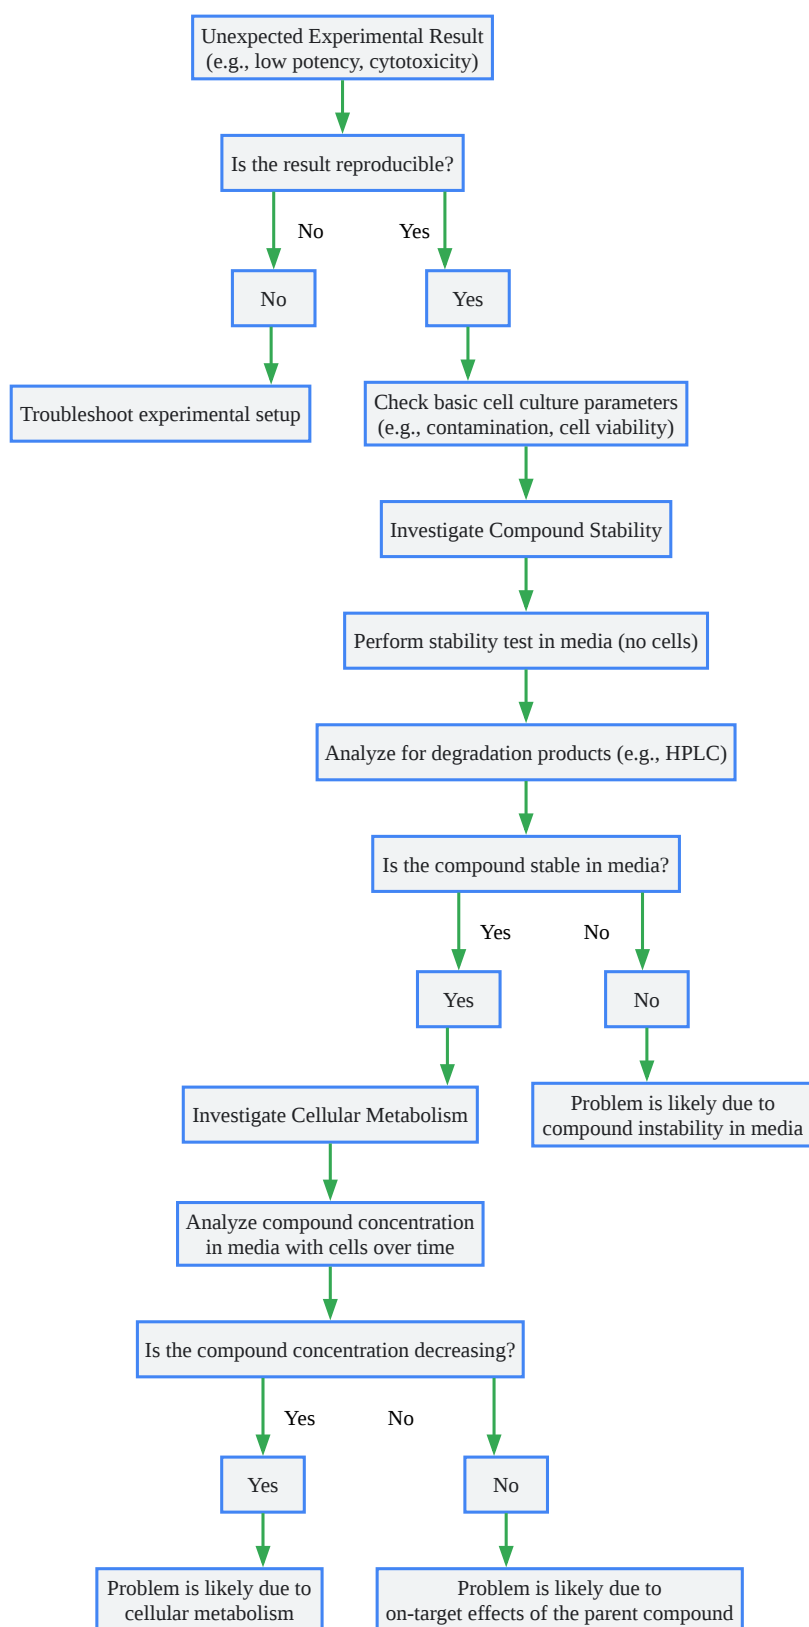 Unexpected Experimental Result
(e.g., low potency, cytotoxicity)
Is the result reproducible?
No
Yes
No
Yes
Troubleshoot experimental setup
Check basic cell culture parameters
(e.g., contamination, cell viability)
Investigate Compound Stability
Perform stability test in media (no cells)
Analyze for degradation products (e.g., HPLC)
Is the compound stable in media?
Yes
No
Yes
No
Investigate Cellular Metabolism
Problem is likely due to
compound instability in media
Analyze compound concentration
in media with cells over time
Is the compound concentration decreasing?
Yes
No
Yes
No
Problem is likely due to
cellular metabolism
Problem is likely due to
on-target effects of the parent compound